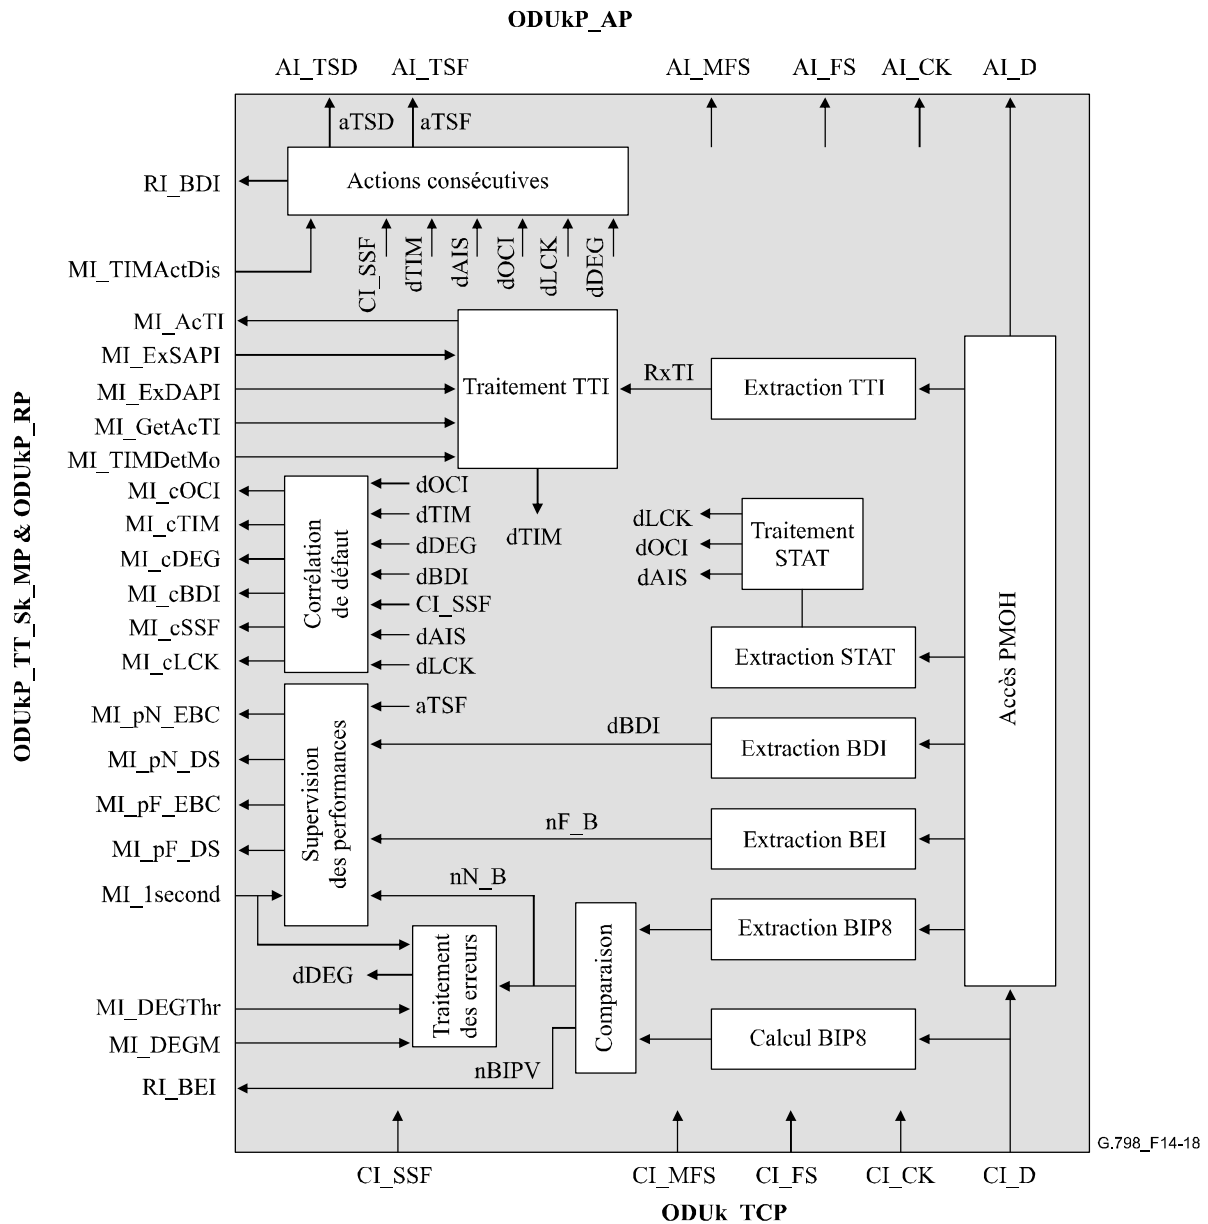 ODUkP_AP
AI_TSD
AI_TSF
AI_MFS
AI_FS
AI_CK
AI_D
aTSD
aTSF
RI_BDI
Actions consécutives
MI_TIMActDis
CI_SSF
dTIM
dAIS
dOCI
dLCK
dDEG
MI_AcTI
MI_ExSAPI
MI_ExDAPI
MI_GetAcTI
MI_TIMDetMo
Traitement TTI
RxTI
Extraction TTI
dTIM
ODUkP_TT_Sk_MP & ODUkP_RP
MI_cOCI
MI_cTIM
MI_cDEG
MI_cBDI
MI_cSSF
MI_cLCK
Corrélation
de défaut
dOCI
dTIM
dDEG
dBDI
CI_SSF
dAIS
dLCK
dLCK
dOCI
dAIS
Traitement
STAT
Extraction STAT
Accès PMOH
MI_pN_EBC
MI_pN_DS
MI_pF_EBC
MI_pF_DS
MI_1second
Supervision
des performances
aTSF
dBDI
Extraction BDI
nF_B
Extraction BEI
nN_B
Extraction BIP8
Comparaison
Traitement
des erreurs
dDEG
MI_DEGThr
MI_DEGM
Calcul BIP8
nBIPV
RI_BEI
G.798_F14-18
CI_SSF
CI_MFS
CI_FS
CI_CK
CI_D
ODUk_TCP